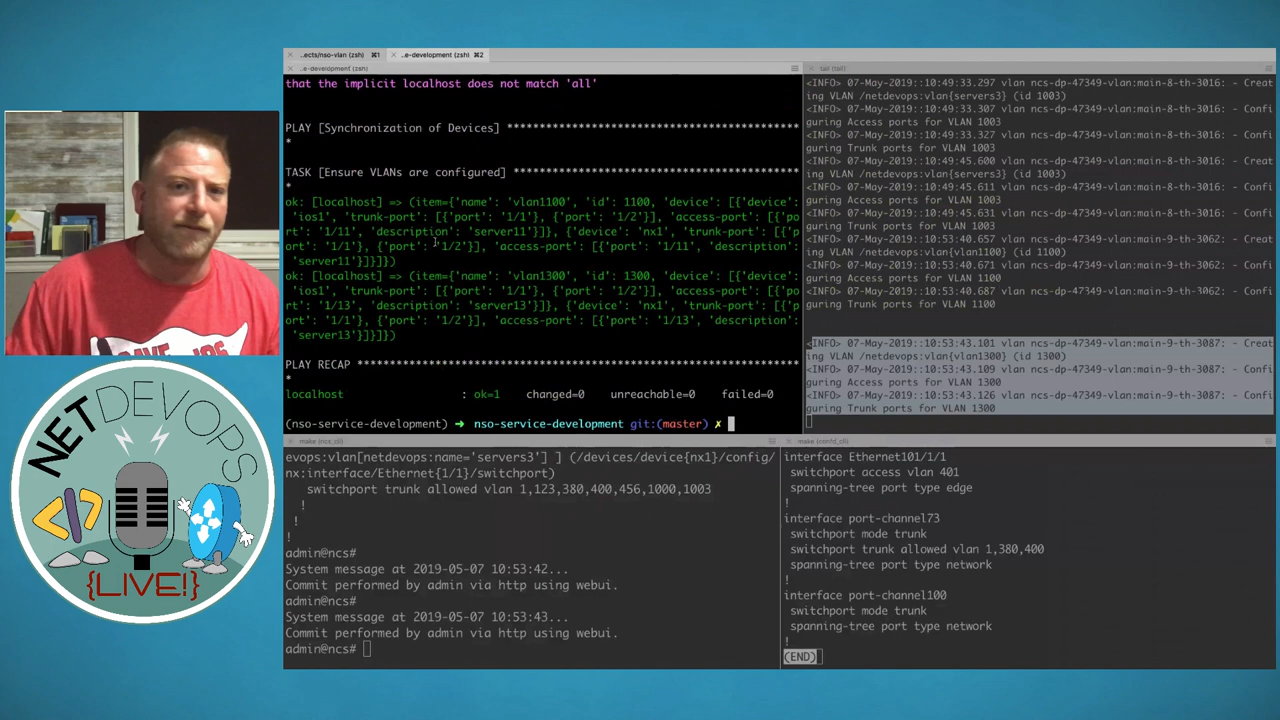 ..ects/nso-vlan (zsh) ⌘1
..e-development (zsh) ⌘2
..e-development (zsh)
that the implicit localhost does not match 'all'
PLAY [Synchronization of Devices] ********************************************
*
TASK [Ensure VLANs are configured] *******************************************
*
ok: [localhost] => (item={'name': 'vlan1100', 'id': 1100, 'device': [{'device':
'ios1', 'trunk-port': [{'port': '1/1'}, {'port': '1/2'}], 'access-port': [{'po
rt': '1/11', 'description': 'server11'}]}, {'device': 'nx1', 'trunk-port': [{'p
ort': '1/1'}, {'port': '1/2'}], 'access-port': [{'port': '1/11', 'description':
'server11'}]}]})
ok: [localhost] => (item={'name': 'vlan1300', 'id': 1300, 'device': [{'device':
'ios1', 'trunk-port': [{'port': '1/1'}, {'port': '1/2'}], 'access-port': [{'po
rt': '1/13', 'description': 'server13'}]}, {'device': 'nx1', 'trunk-port': [{'p
ort': '1/1'}, {'port': '1/2'}], 'access-port': [{'port': '1/13', 'description':
'server13'}]}]})
PLAY RECAP *******************************************************************
*
localhost : ok=1 changed=0 unreachable=0 failed=0
(nso-service-development) ➜ nso-service-development git:(master) ✗
tail (tail)
<INFO> 07-May-2019::10:49:33.297 vlan ncs-dp-47349-vlan:main-8-th-3016: - Creat
ing VLAN /netdevops:vlan{servers3} (id 1003)
<INFO> 07-May-2019::10:49:33.307 vlan ncs-dp-47349-vlan:main-8-th-3016: - Confi
guring Access ports for VLAN 1003
<INFO> 07-May-2019::10:49:33.327 vlan ncs-dp-47349-vlan:main-8-th-3016: - Confi
guring Trunk ports for VLAN 1003
<INFO> 07-May-2019::10:49:45.600 vlan ncs-dp-47349-vlan:main-8-th-3016: - Creat
ing VLAN /netdevops:vlan{servers3} (id 1003)
<INFO> 07-May-2019::10:49:45.611 vlan ncs-dp-47349-vlan:main-8-th-3016: - Confi
guring Access ports for VLAN 1003
<INFO> 07-May-2019::10:49:45.631 vlan ncs-dp-47349-vlan:main-8-th-3016: - Confi
guring Trunk ports for VLAN 1003
<INFO> 07-May-2019::10:53:40.657 vlan ncs-dp-47349-vlan:main-9-th-3062: - Creat
ing VLAN /netdevops:vlan{vlan1100} (id 1100)
<INFO> 07-May-2019::10:53:40.671 vlan ncs-dp-47349-vlan:main-9-th-3062: - Confi
guring Access ports for VLAN 1100
<INFO> 07-May-2019::10:53:40.687 vlan ncs-dp-47349-vlan:main-9-th-3062: - Confi
guring Trunk ports for VLAN 1100
<INFO> 07-May-2019::10:53:43.101 vlan ncs-dp-47349-vlan:main-9-th-3087: - Creat
ing VLAN /netdevops:vlan{vlan1300} (id 1300)
<INFO> 07-May-2019::10:53:43.109 vlan ncs-dp-47349-vlan:main-9-th-3087: - Confi
guring Access ports for VLAN 1300
<INFO> 07-May-2019::10:53:43.126 vlan ncs-dp-47349-vlan:main-9-th-3087: - Confi
guring Trunk ports for VLAN 1300
NETDEVOPS
{LIVE!}
make (ncs_cli)
evops:vlan[netdevops:name='servers3'] ] (/devices/device{nx1}/config/
nx:interface/Ethernet{1/1}/switchport)
switchport trunk allowed vlan 1,123,380,400,456,1000,1003
!
!
!
admin@ncs#
System message at 2019-05-07 10:53:42...
Commit performed by admin via http using webui.
admin@ncs#
System message at 2019-05-07 10:53:43...
Commit performed by admin via http using webui.
admin@ncs#
make (confd_cli)
interface Ethernet101/1/1
switchport access vlan 401
spanning-tree port type edge
!
interface port-channel73
switchport mode trunk
switchport trunk allowed vlan 1,380,400
spanning-tree port type network
!
interface port-channel100
switchport mode trunk
spanning-tree port type network
!
(END)